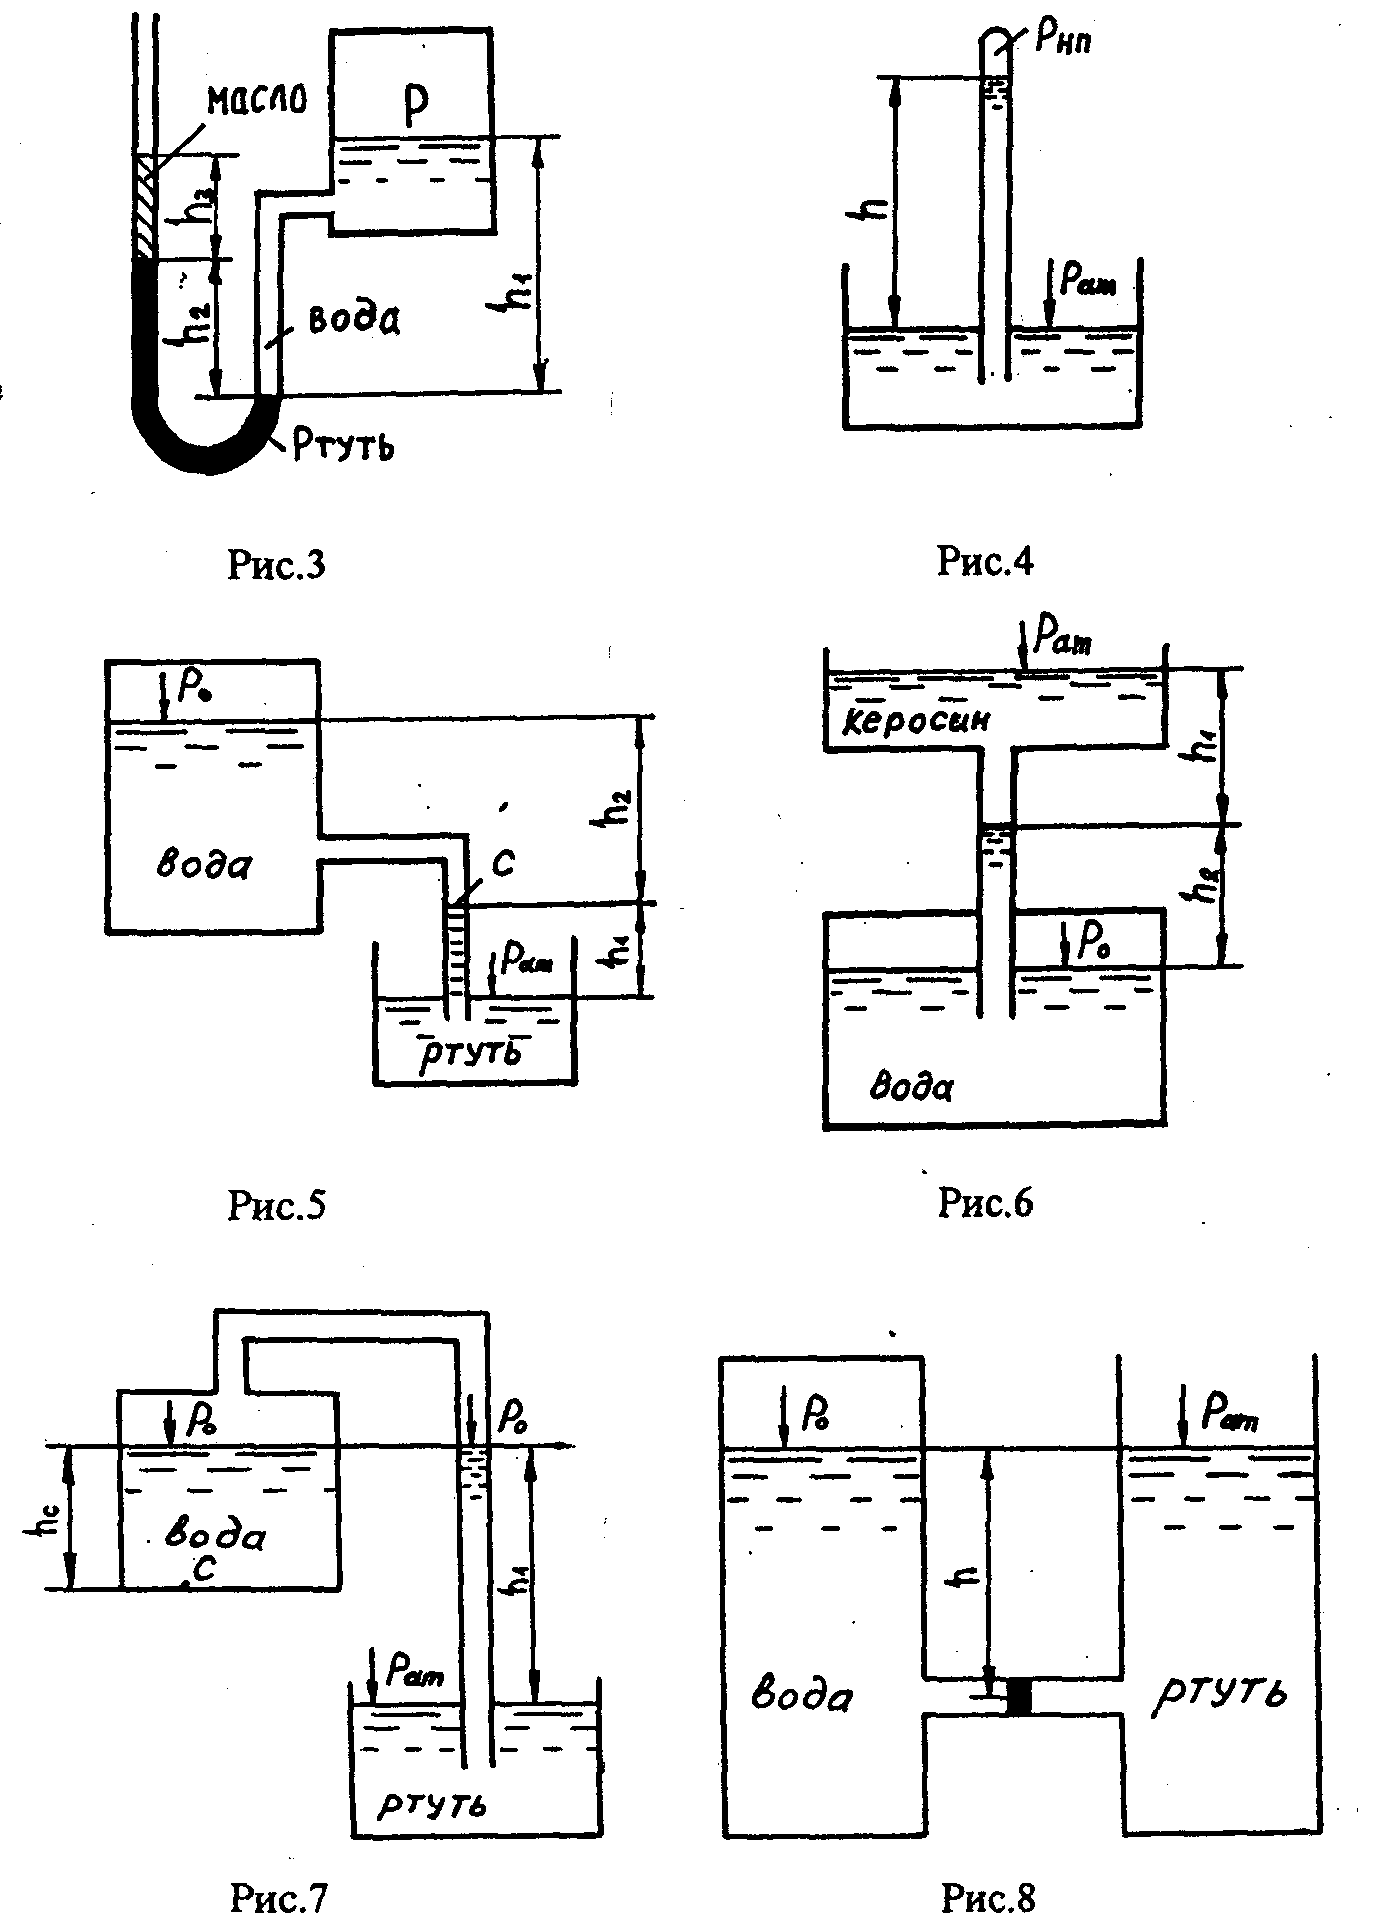 масло
P
h3
h2
h1
вода
Ртуть
Рис.3
Pнп
h
Pат
Рис.4
P0
h2
C
вода
h1
Pат
ртуть
Рис.5
Pат
керосин
h1
h2
P0
вода
Рис.6
P0
P0
hc
вода
C
h1
Pат
ртуть
Рис.7
P0
Pат
h
вода
ртуть
Рис.8